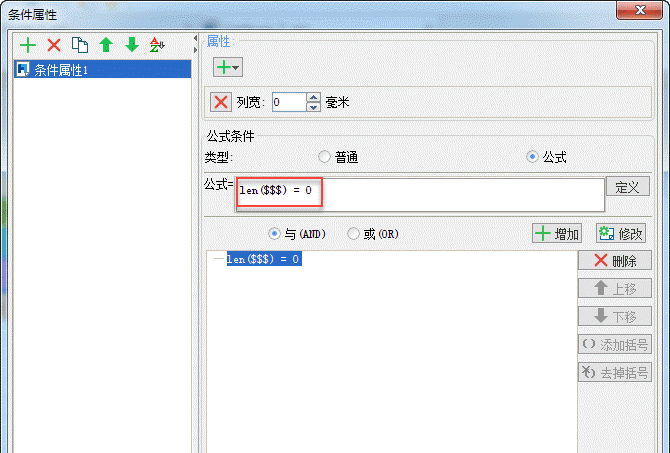 条件属性
条件属性1
属性:
列宽: 0 毫米
公式条件
类型: 普通 公式
公式= len($$$) = 0 定义
与(AND) 或(OR) 增加 修改
len($$$) = 0
删除
上移
下移
() 添加括号
去掉括号